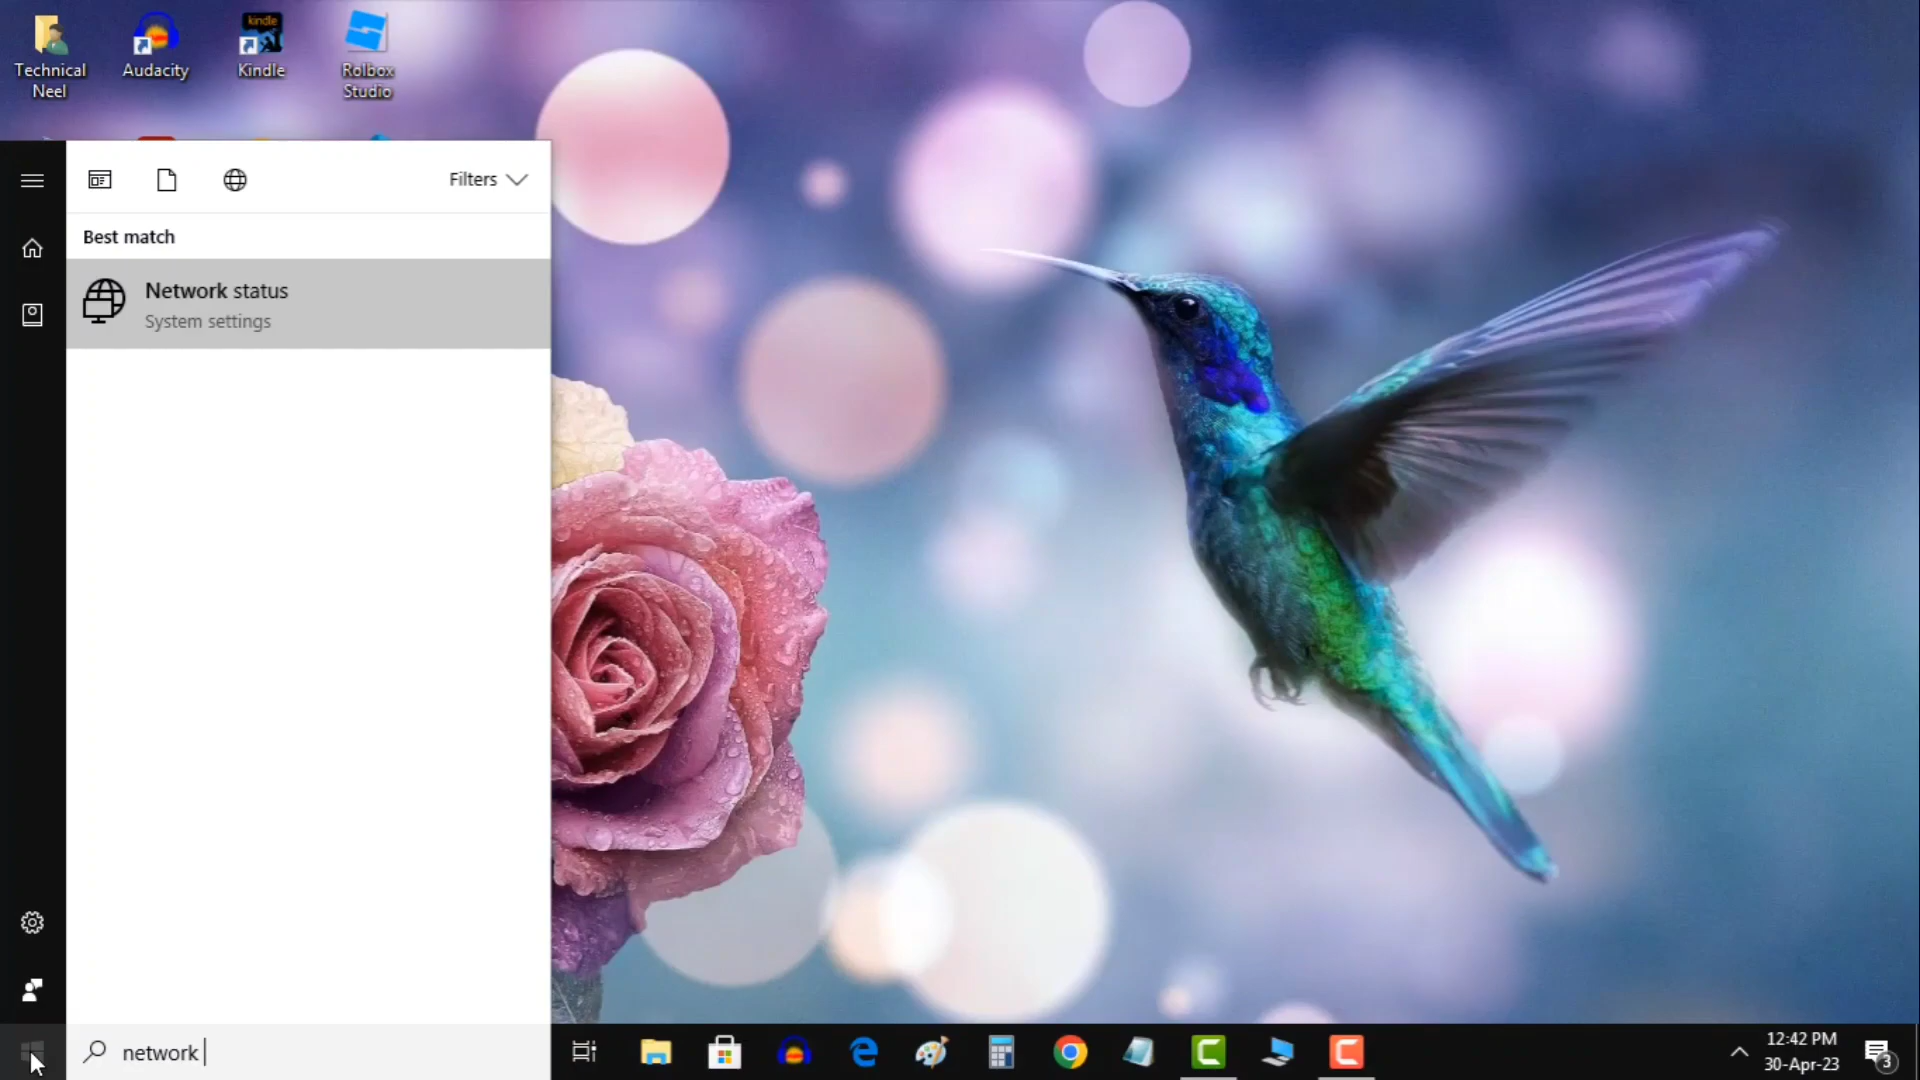 Technical
Neel
Audacity
kindle
Kindle
Rolbox
Studio
Filters
Best match
Network status
System settings
network
12:42 PM
30-Apr-23
3